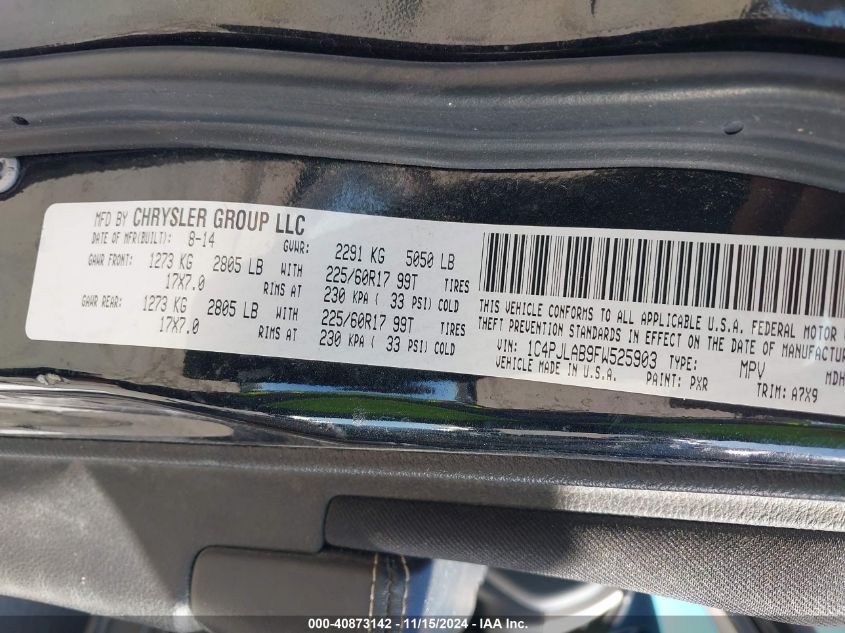 MFD BY CHRYSLER GROUP LLC
DATE OF MFR(BUILT): 8-14 GVWR: 2291 KG 5050 LB
GAWR FRONT: 1273 KG 2805 LB WITH 225/60R17 99T TIRES
17X7.0 RIMS AT 230 KPA ( 33 PSI) COLD
GAWR REAR: 1273 KG 2805 LB WITH 225/60R17 99T TIRES
17X7.0 RIMS AT 230 KPA ( 33 PSI) COLD
THIS VEHICLE CONFORMS TO ALL APPLICABLE U.S.A. FEDERAL MOTOR
THEFT PREVENTION STANDARDS IN EFFECT ON THE DATE OF MANUFACTUR
VIN: 1C4PJLAB9FW525903 TYPE: MPV MDH
VEHICLE MADE IN U.S.A. PAINT: PXR TRIM: A7X9
000-40873142 - 11/15/2024 - IAA Inc.